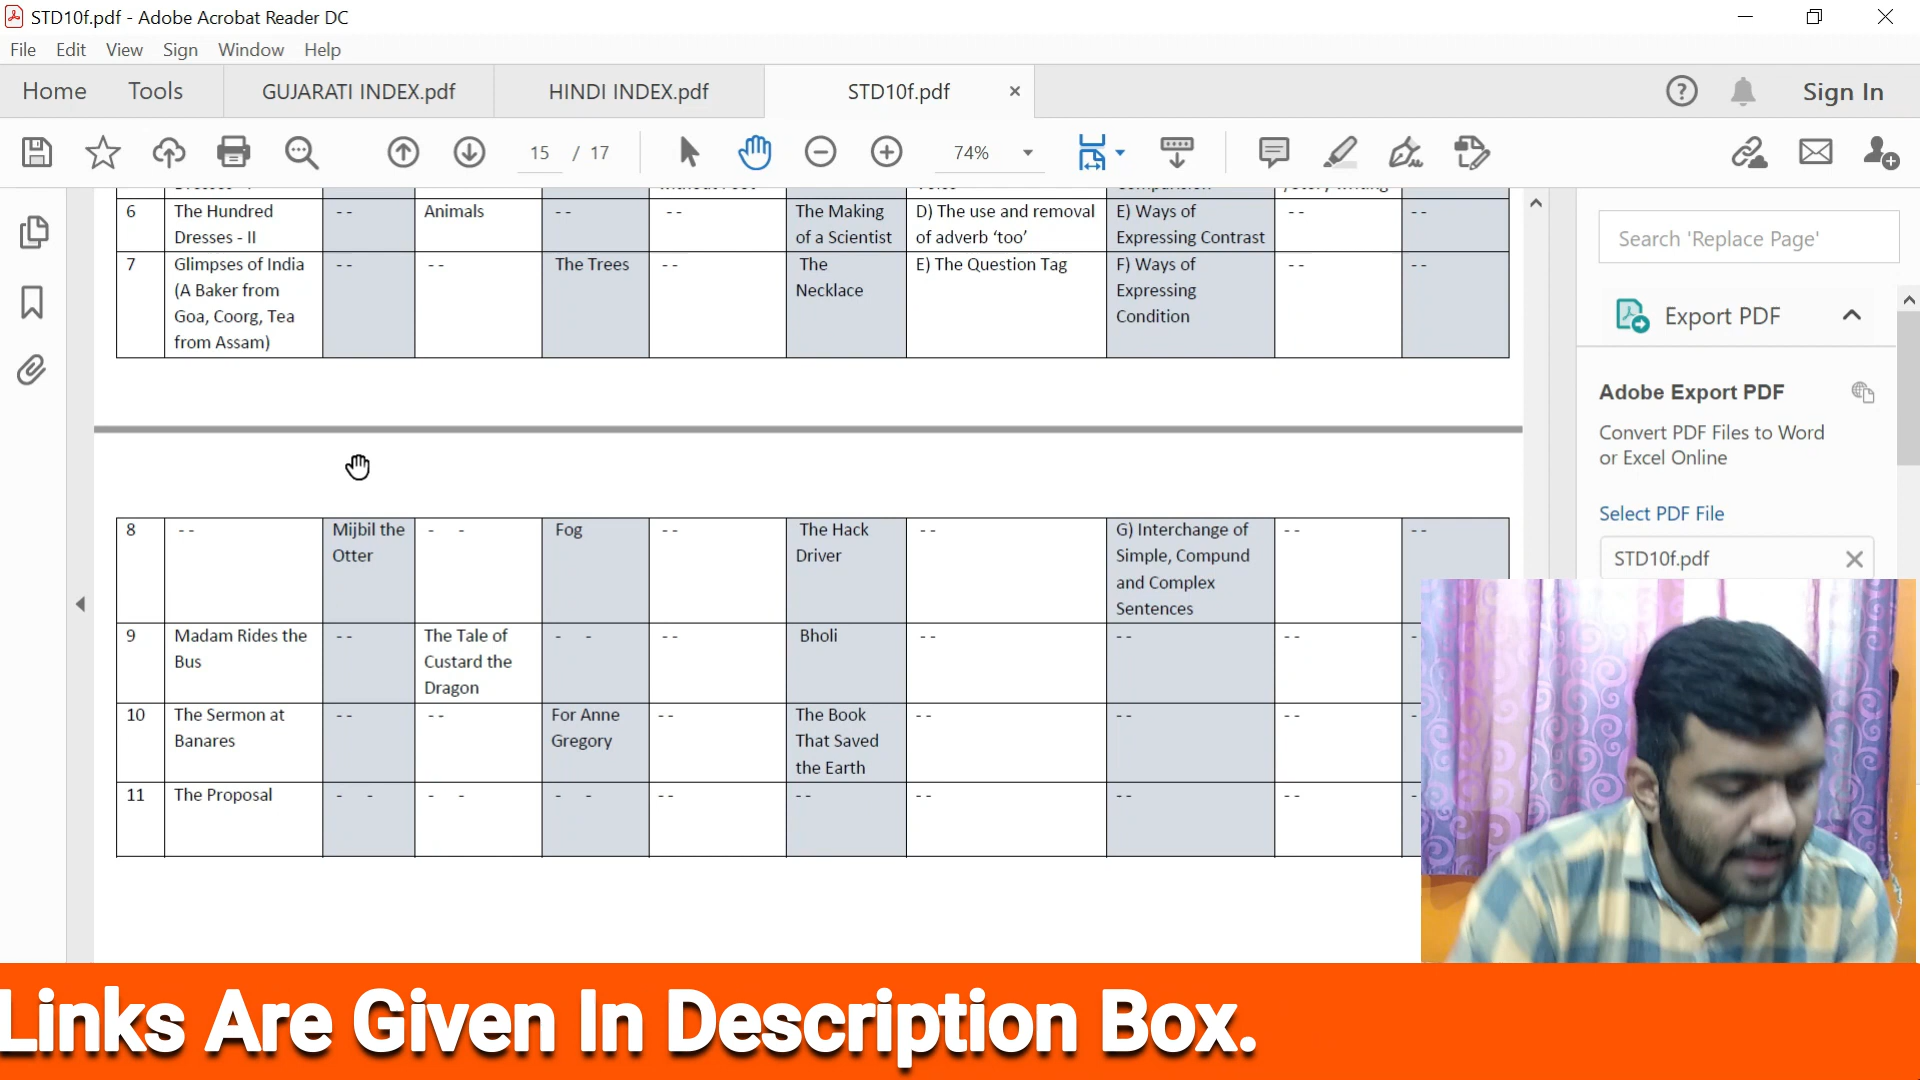 STD10f.pdf - Adobe Acrobat Reader DC
File Edit View Sign Window Help
Home Tools GUJARATI INDEX.pdf HINDI INDEX.pdf STD10f.pdf × ? Sign In
15 / 17 74%
6 The Hundred -- Animals -- -- The Making D) The use and removal E) Ways of -- --
Dresses - II of a Scientist of adverb ‘too’ Expressing Contrast
7 Glimpses of India -- -- The Trees -- The E) The Question Tag F) Ways of -- --
(A Baker from Necklace Expressing
Goa, Coorg, Tea Condition
from Assam)
8 -- Mijbil the - - Fog -- The Hack -- G) Interchange of -- --
Otter Driver Simple, Compund
and Complex
Sentences
9 Madam Rides the -- The Tale of - - -- Bholi -- -- -- -
Bus Custard the
Dragon
10 The Sermon at -- -- For Anne -- The Book -- -- -- -
Banares Gregory That Saved
the Earth
11 The Proposal - - - - - - -- -- -- -- -- -
Search 'Replace Page'
Export PDF
Adobe Export PDF
Convert PDF Files to Word
or Excel Online
Select PDF File
STD10f.pdf
Links Are Given In Description Box.